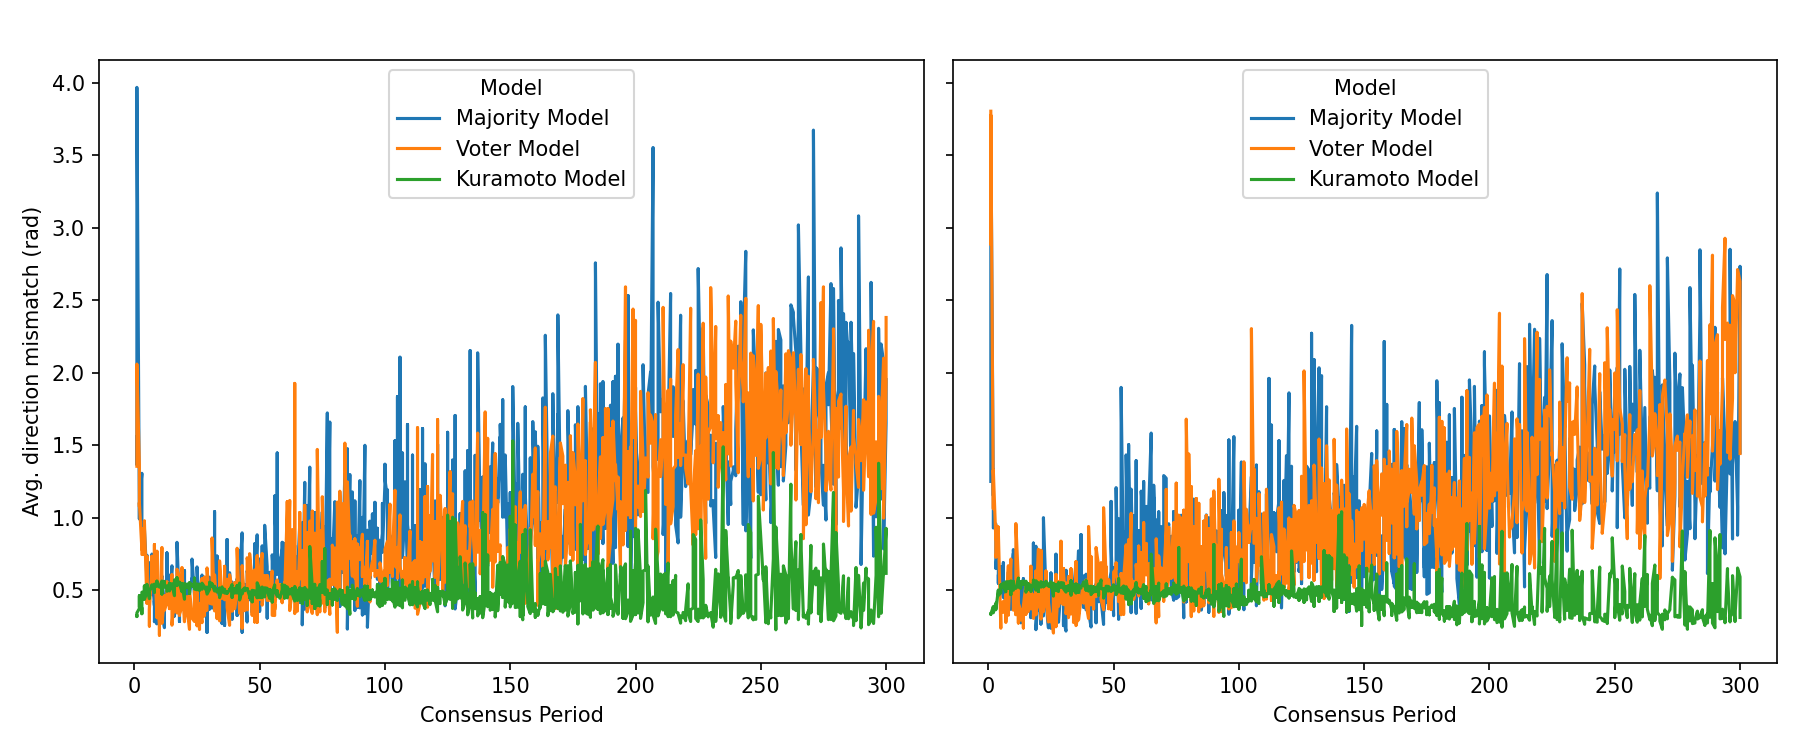 Avg. direction mismatch (rad)
4.0
3.5
3.0
2.5
2.0
1.5
1.0
0.5
Model
Majority Model
Voter Model
Kuramoto Model
0 50 100 150 200 250 300
Consensus Period
Model
Majority Model
Voter Model
Kuramoto Model
0 50 100 150 200 250 300
Consensus Period